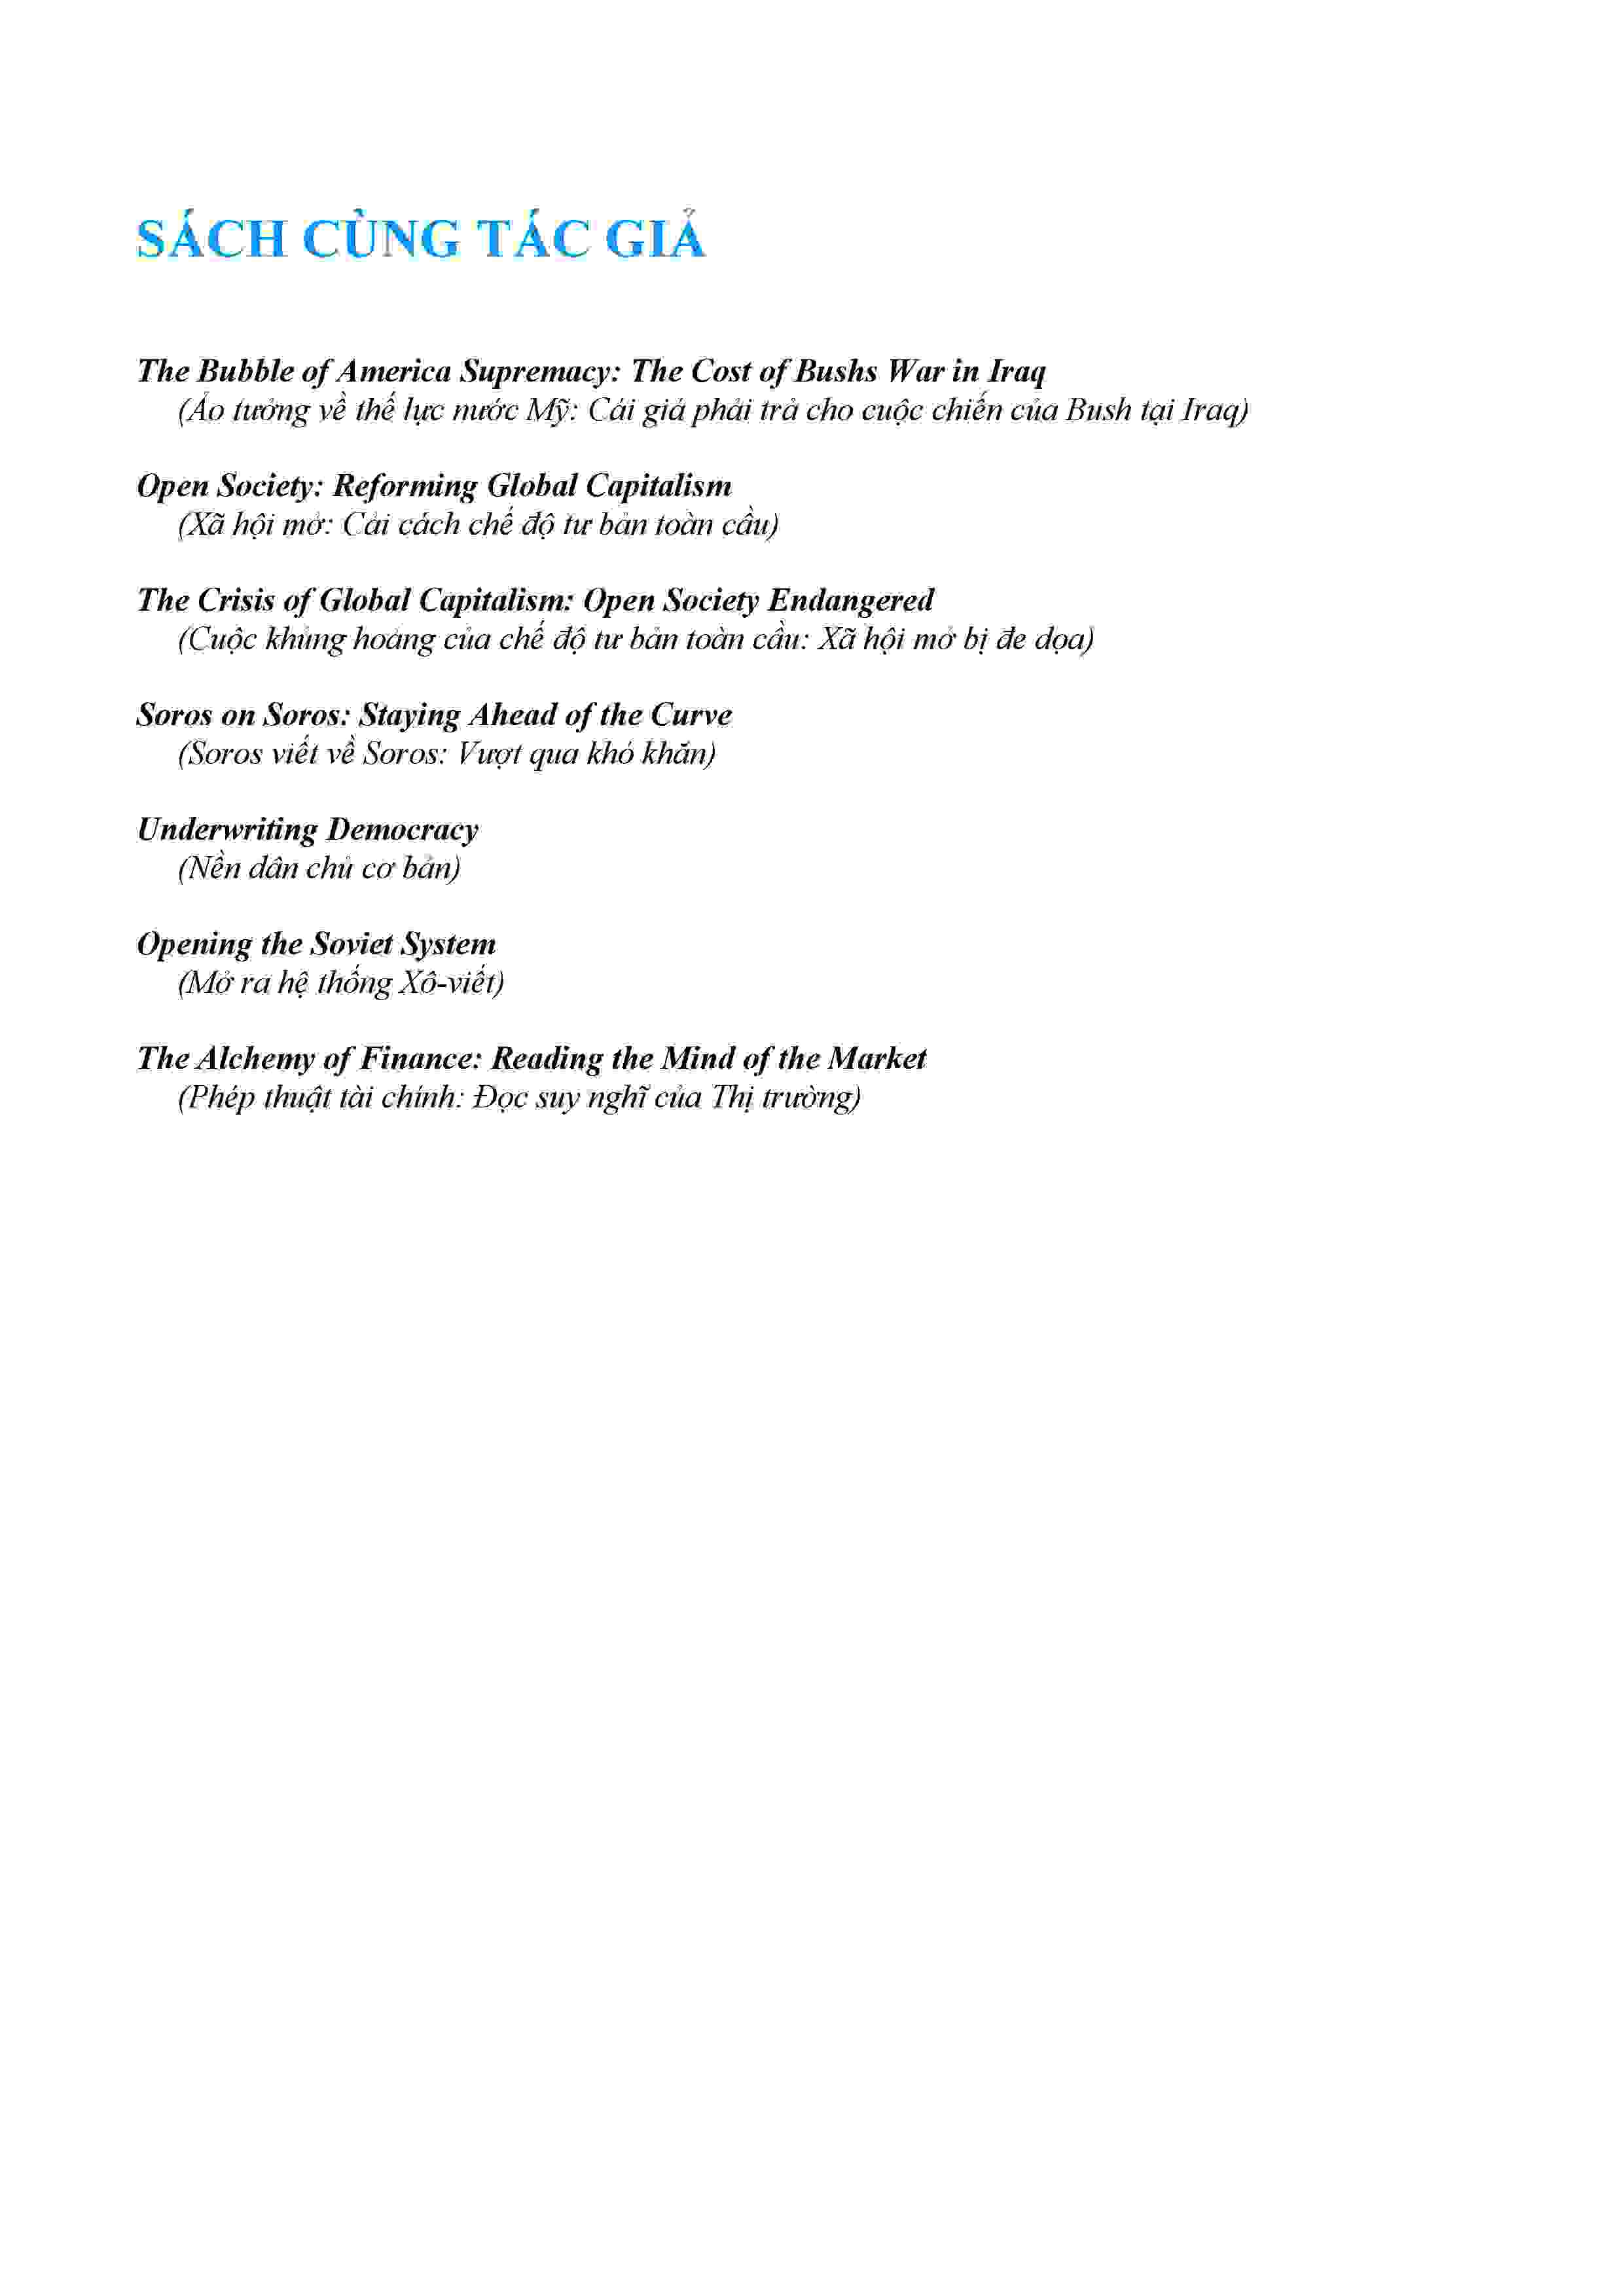 SÁCH CÙNG TÁC GIẢ
The Bubble of America Supremacy: The Cost of Bushs War in Iraq
(Ảo tưởng về thế lực nước Mỹ: Cái giá phải trả cho cuộc chiến của Bush tại Iraq)
Open Society: Reforming Global Capitalism
(Xã hội mở: Cải cách chế độ tư bản toàn cầu)
The Crisis of Global Capitalism: Open Society Endangered
(Cuộc khủng hoảng của chế độ tư bản toàn cầu: Xã hội mở bị đe dọa)
Soros on Soros: Staying Ahead of the Curve
(Soros viết về Soros: Vượt qua khó khăn)
Underwriting Democracy
(Nền dân chủ cơ bản)
Opening the Soviet System
(Mở ra hệ thống Xô-viết)
The Alchemy of Finance: Reading the Mind of the Market
(Phép thuật tài chính: Đọc suy nghĩ của Thị trường)